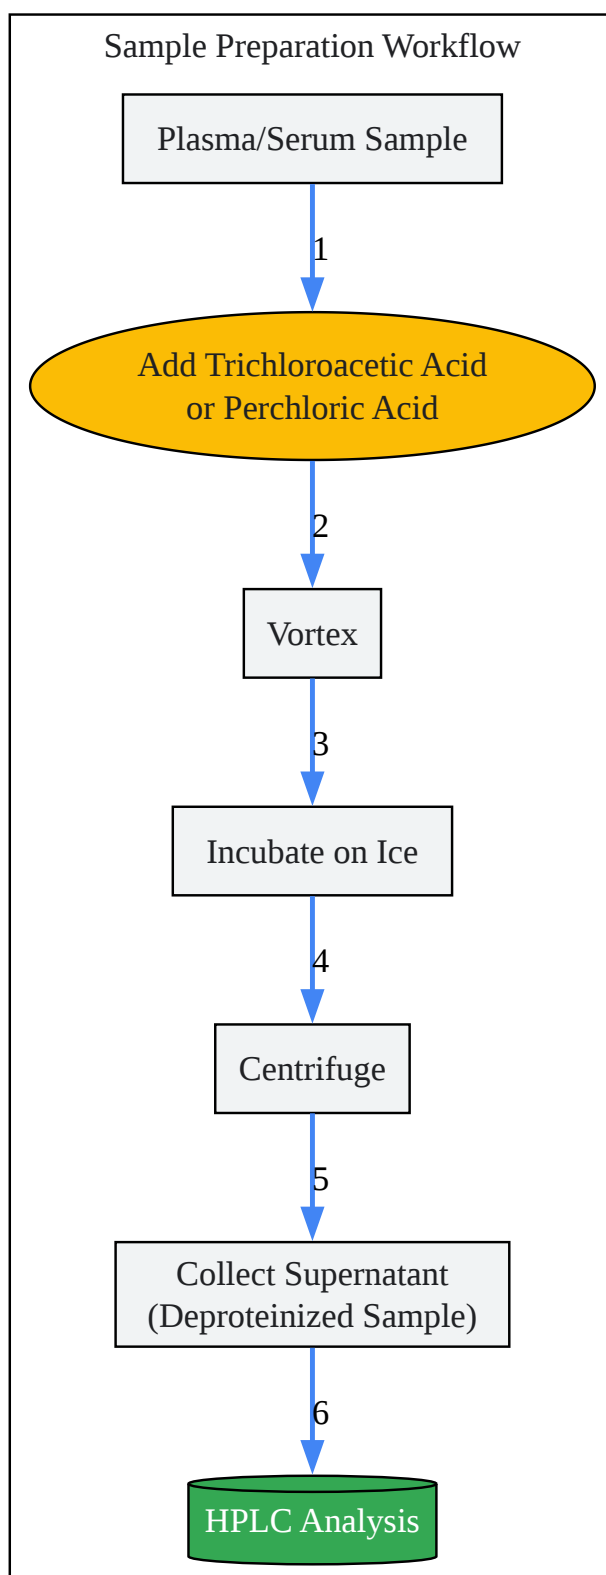 Sample Preparation Workflow
Plasma/Serum Sample
1
Add Trichloroacetic Acid
or Perchloric Acid
2
Vortex
3
Incubate on Ice
4
Centrifuge
5
Collect Supernatant
(Deproteinized Sample)
6
HPLC Analysis